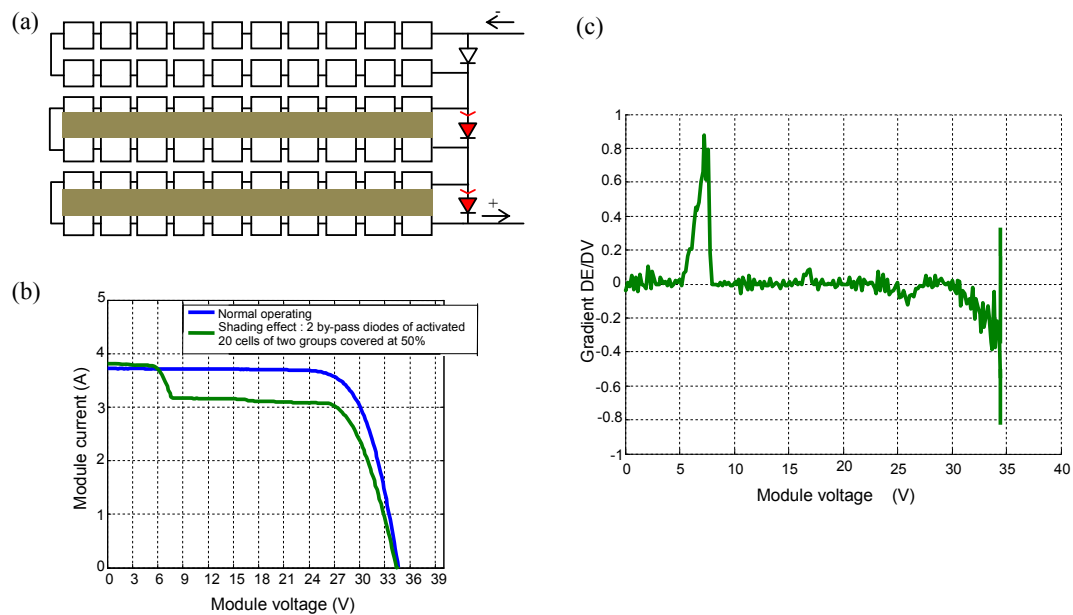 (a)
-
+
(b)
5
4
3
2
1
0
Module current (A)
Normal operating
Shading effect : 2 by-pass diodes of activated
20 cells of two groups covered at 50%
0 3 6 9 12 15 18 21 24 27 30 33 36 39
Module voltage (V)
(c)
1
0.8
0.6
0.4
0.2
0
-0.2
-0.4
-0.6
-0.8
-1
Gradient DE/DV
0 5 10 15 20 25 30 35 40
Module voltage (V)